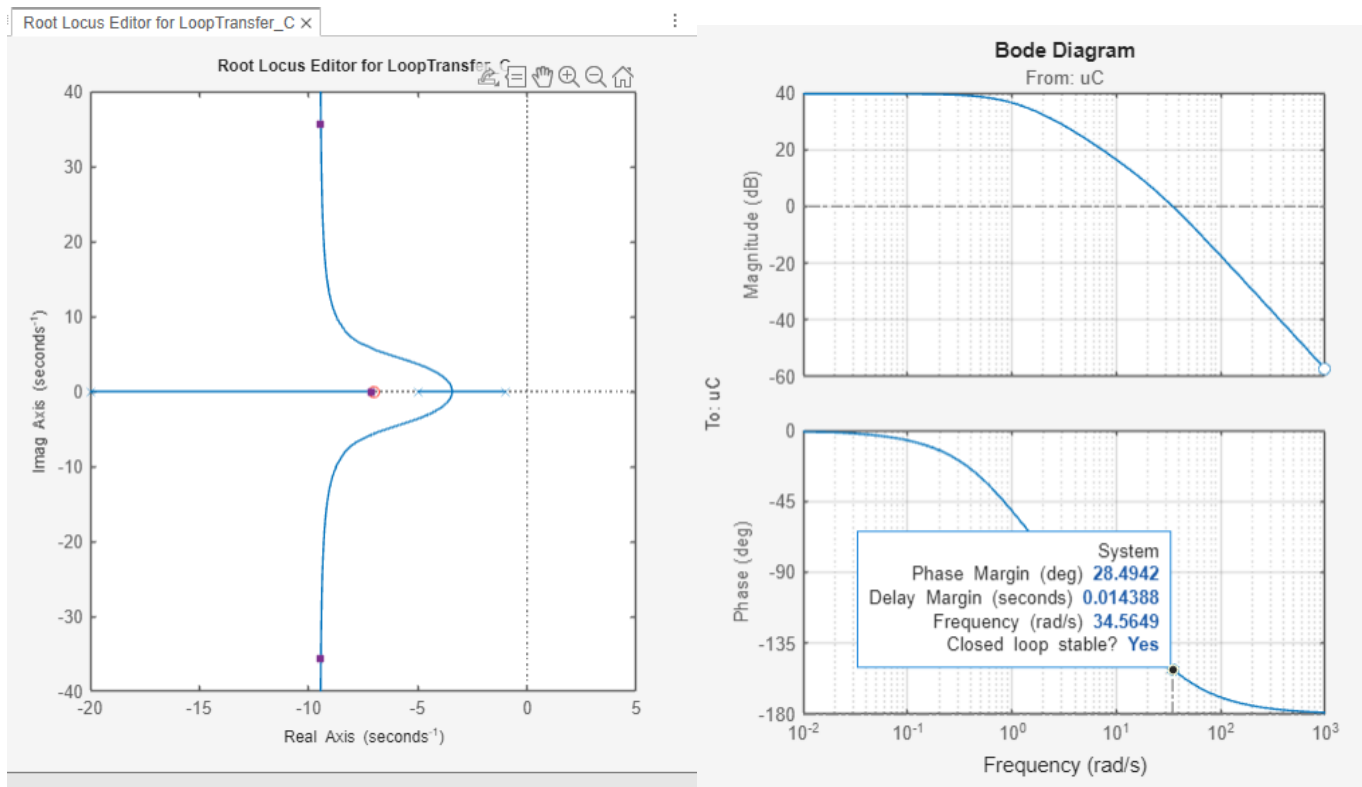 Root Locus Editor for LoopTransfer_C ×
Root Locus Editor for LoopTransfer_C
40
30
20
10
0
-10
-20
-30
-40
Imag Axis (seconds⁻¹)
-20 -15 -10 -5 0 5
Real Axis (seconds⁻¹)
Bode Diagram
From: uC
To: uC
40
20
0
-20
-40
-60
Magnitude (dB)
0
-45
-90
-135
-180
Phase (deg)
System
Phase Margin (deg) 28.4942
Delay Margin (seconds) 0.014388
Frequency (rad/s) 34.5649
Closed loop stable? Yes
10⁻² 10⁻¹ 10⁰ 10¹ 10² 10³
Frequency (rad/s)